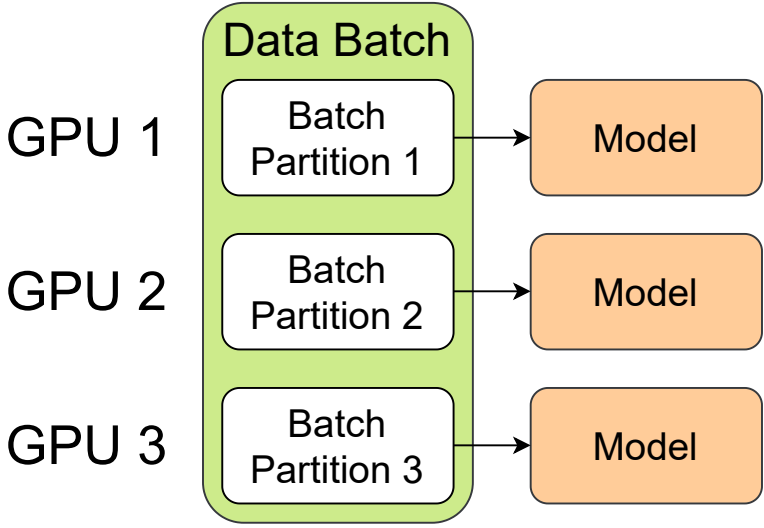 Data Batch
GPU 1
Batch
Partition 1
Model
GPU 2
Batch
Partition 2
Model
GPU 3
Batch
Partition 3
Model